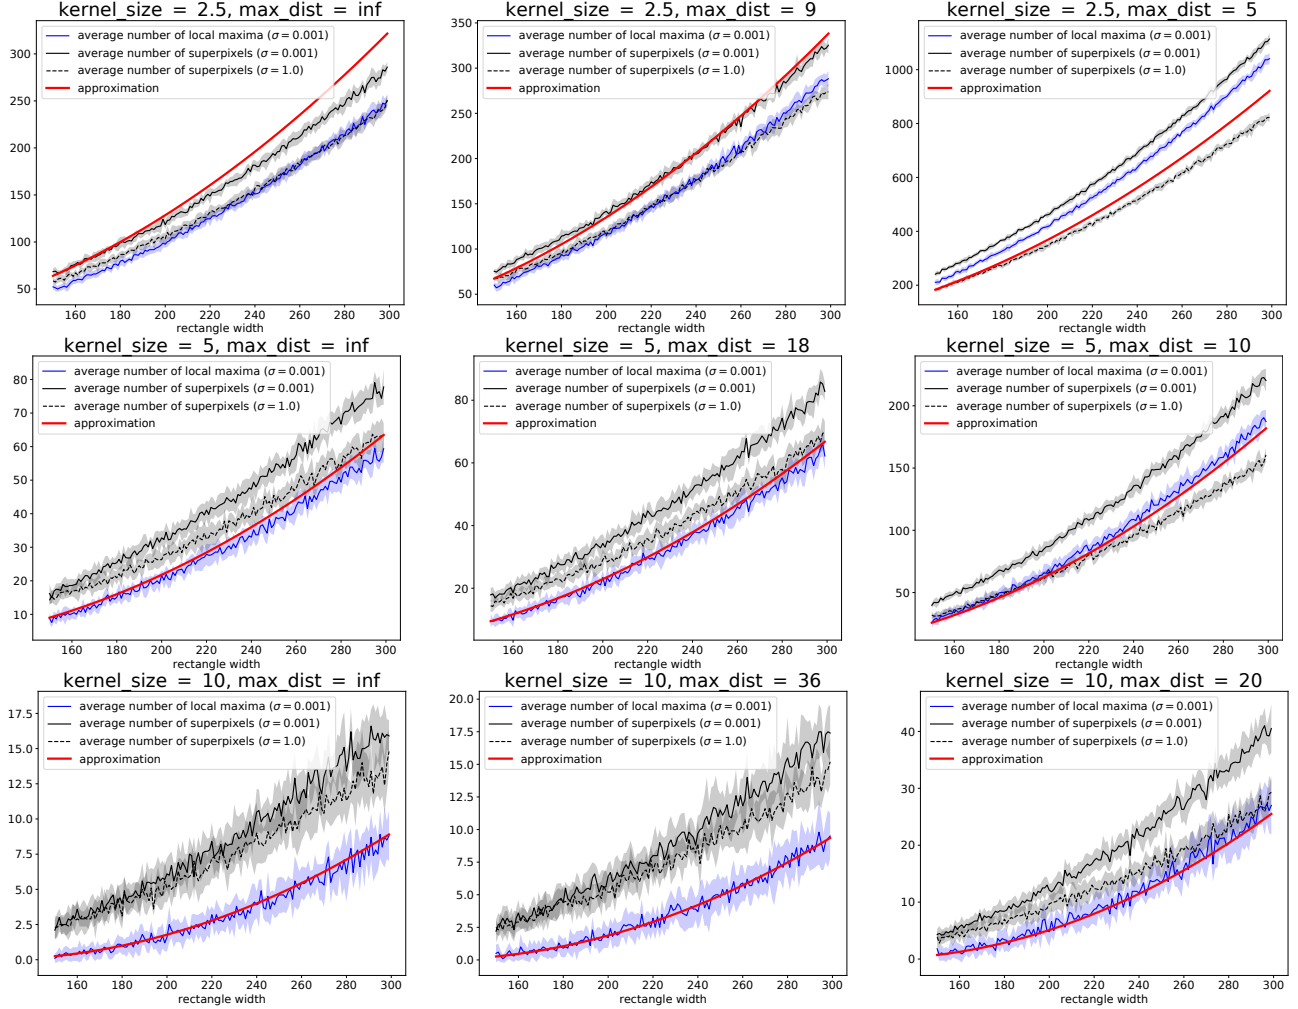 kernel_size = 2.5, max_dist = inf
average number of local maxima (σ = 0.001)
average number of superpixels (σ = 0.001)
average number of superpixels (σ = 1.0)
approximation
300
250
200
150
100
50
160 180 200 220 240 260 280 300
rectangle width
kernel_size = 2.5, max_dist = 9
average number of local maxima (σ = 0.001)
average number of superpixels (σ = 0.001)
average number of superpixels (σ = 1.0)
approximation
350
300
250
200
150
100
50
160 180 200 220 240 260 280 300
rectangle width
kernel_size = 2.5, max_dist = 5
average number of local maxima (σ = 0.001)
average number of superpixels (σ = 0.001)
average number of superpixels (σ = 1.0)
approximation
1000
800
600
400
200
160 180 200 220 240 260 280 300
rectangle width
kernel_size = 5, max_dist = inf
average number of local maxima (σ = 0.001)
average number of superpixels (σ = 0.001)
average number of superpixels (σ = 1.0)
approximation
80
70
60
50
40
30
20
10
160 180 200 220 240 260 280 300
rectangle width
kernel_size = 5, max_dist = 18
average number of local maxima (σ = 0.001)
average number of superpixels (σ = 0.001)
average number of superpixels (σ = 1.0)
approximation
80
60
40
20
160 180 200 220 240 260 280 300
rectangle width
kernel_size = 5, max_dist = 10
average number of local maxima (σ = 0.001)
average number of superpixels (σ = 0.001)
average number of superpixels (σ = 1.0)
approximation
200
150
100
50
160 180 200 220 240 260 280 300
rectangle width
kernel_size = 10, max_dist = inf
average number of local maxima (σ = 0.001)
average number of superpixels (σ = 0.001)
average number of superpixels (σ = 1.0)
approximation
17.5
15.0
12.5
10.0
7.5
5.0
2.5
0.0
160 180 200 220 240 260 280 300
rectangle width
kernel_size = 10, max_dist = 36
average number of local maxima (σ = 0.001)
average number of superpixels (σ = 0.001)
average number of superpixels (σ = 1.0)
approximation
20.0
17.5
15.0
12.5
10.0
7.5
5.0
2.5
0.0
160 180 200 220 240 260 280 300
rectangle width
kernel_size = 10, max_dist = 20
average number of local maxima (σ = 0.001)
average number of superpixels (σ = 0.001)
average number of superpixels (σ = 1.0)
approximation
40
30
20
10
0
160 180 200 220 240 260 280 300
rectangle width